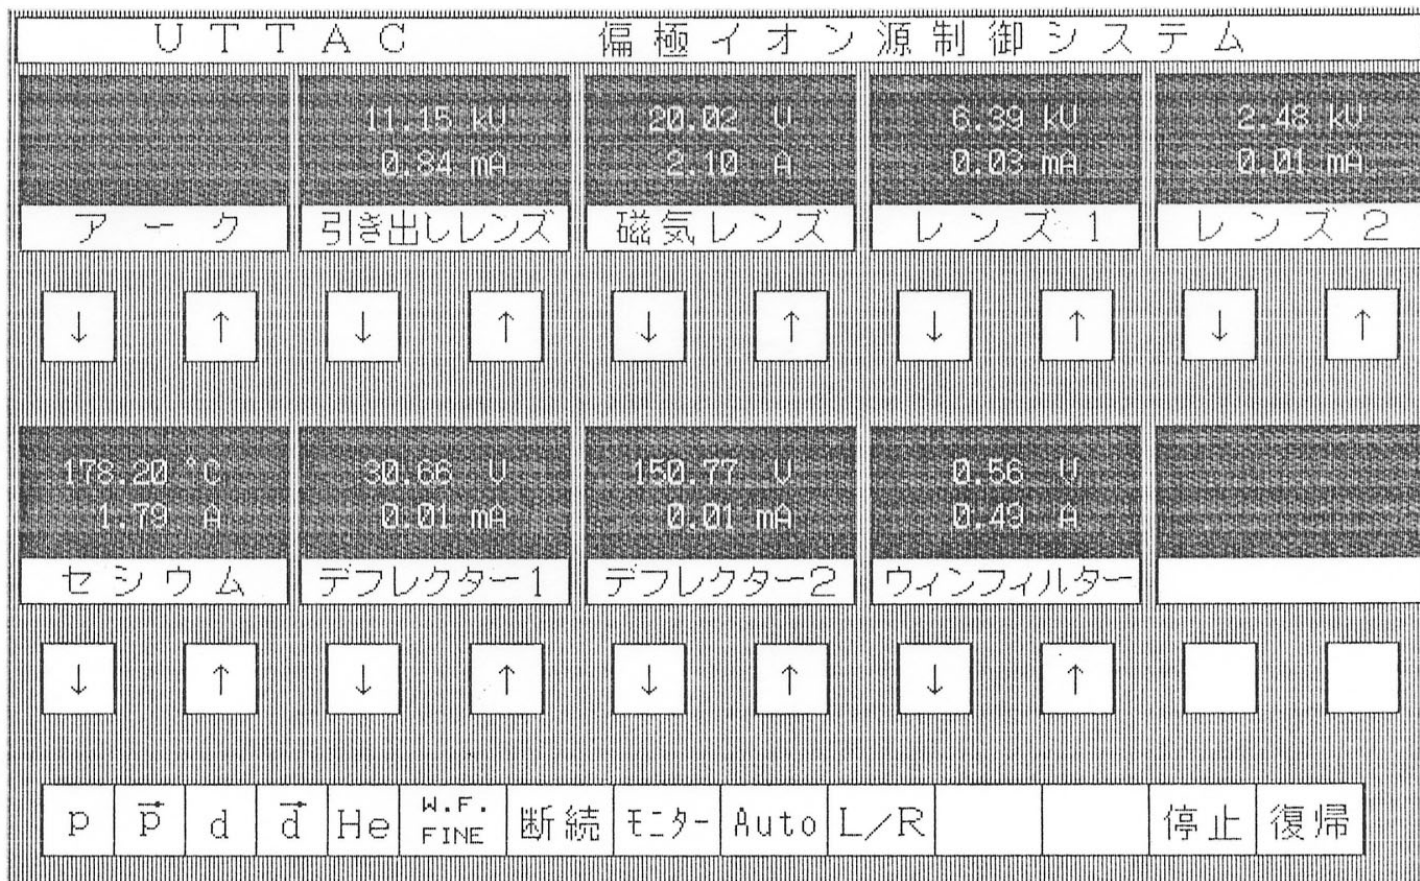 UTTAC 偏極イオン源制御システム
11.15 kV
0.84 mA
20.02 V
2.10 A
6.39 kV
0.03 mA
2.48 kV
0.01 mA
アーク
引き出しレンズ
磁気レンズ
レンズ1
レンズ2
↓ ↑ ↓ ↑ ↓ ↑ ↓ ↑ ↓ ↑
178.20 °C
1.79 A
30.66 V
0.01 mA
150.77 V
0.01 mA
0.56 V
0.49 A
セシウム
デフレクター1
デフレクター2
ウィンフィルター
↓ ↑ ↓ ↑ ↓ ↑ ↓ ↑
p
p⃗
d
d⃗
He
W.F.
FINE
断続
モニター
Auto
L/R
停止
復帰